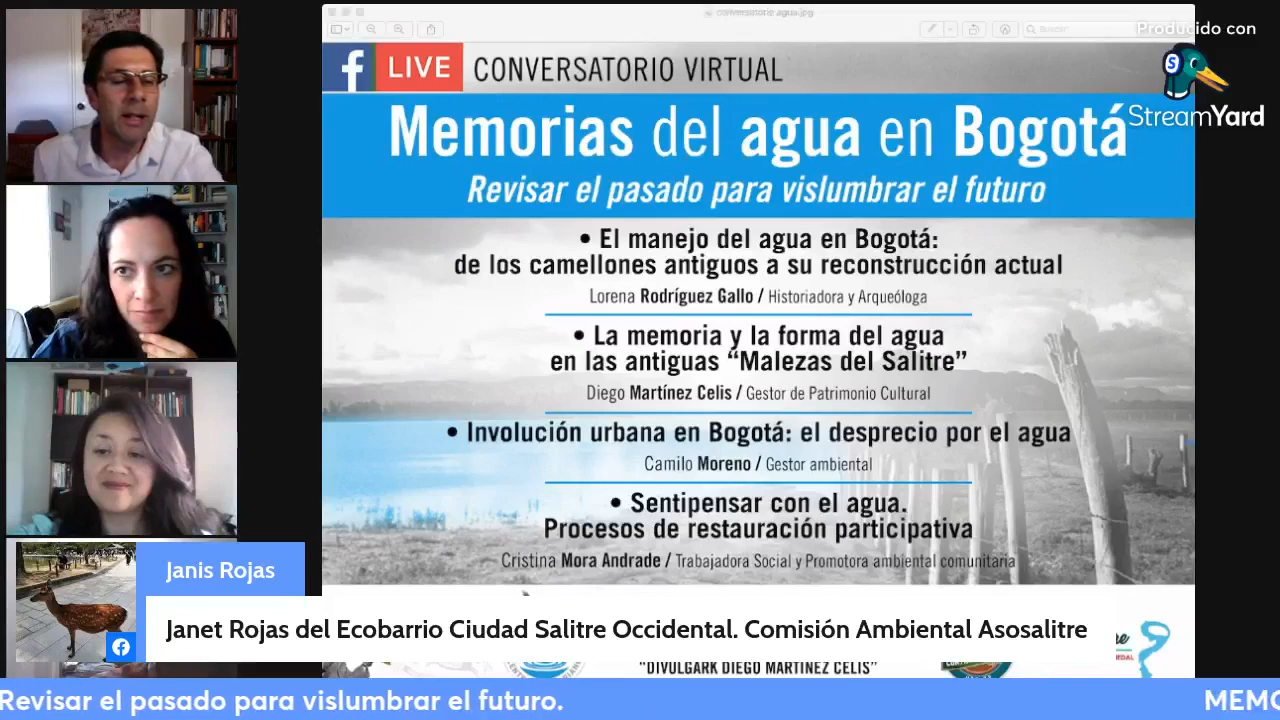 conversatorio agua.jpg
Buscar
Producido con
StreamYard
f LIVE CONVERSATORIO VIRTUAL
Memorias del agua en Bogotá
Revisar el pasado para vislumbrar el futuro
• El manejo del agua en Bogotá:
de los camellones antiguos a su reconstrucción actual
Lorena Rodríguez Gallo / Historiadora y Arqueóloga
• La memoria y la forma del agua
en las antiguas “Malezas del Salitre”
Diego Martínez Celis / Gestor de Patrimonio Cultural
• Involución urbana en Bogotá: el desprecio por el agua
Camilo Moreno / Gestor ambiental
• Sentipensar con el agua.
Procesos de restauración participativa
Cristina Mora Andrade / Trabajadora Social y Promotora ambiental comunitaria
Janis Rojas
Janet Rojas del Ecobarrio Ciudad Salitre Occidental. Comisión Ambiental Asosalitre
"DIVULGARK DIEGO MARTINEZ CELIS"
Revisar el pasado para vislumbrar el futuro.
MEMO